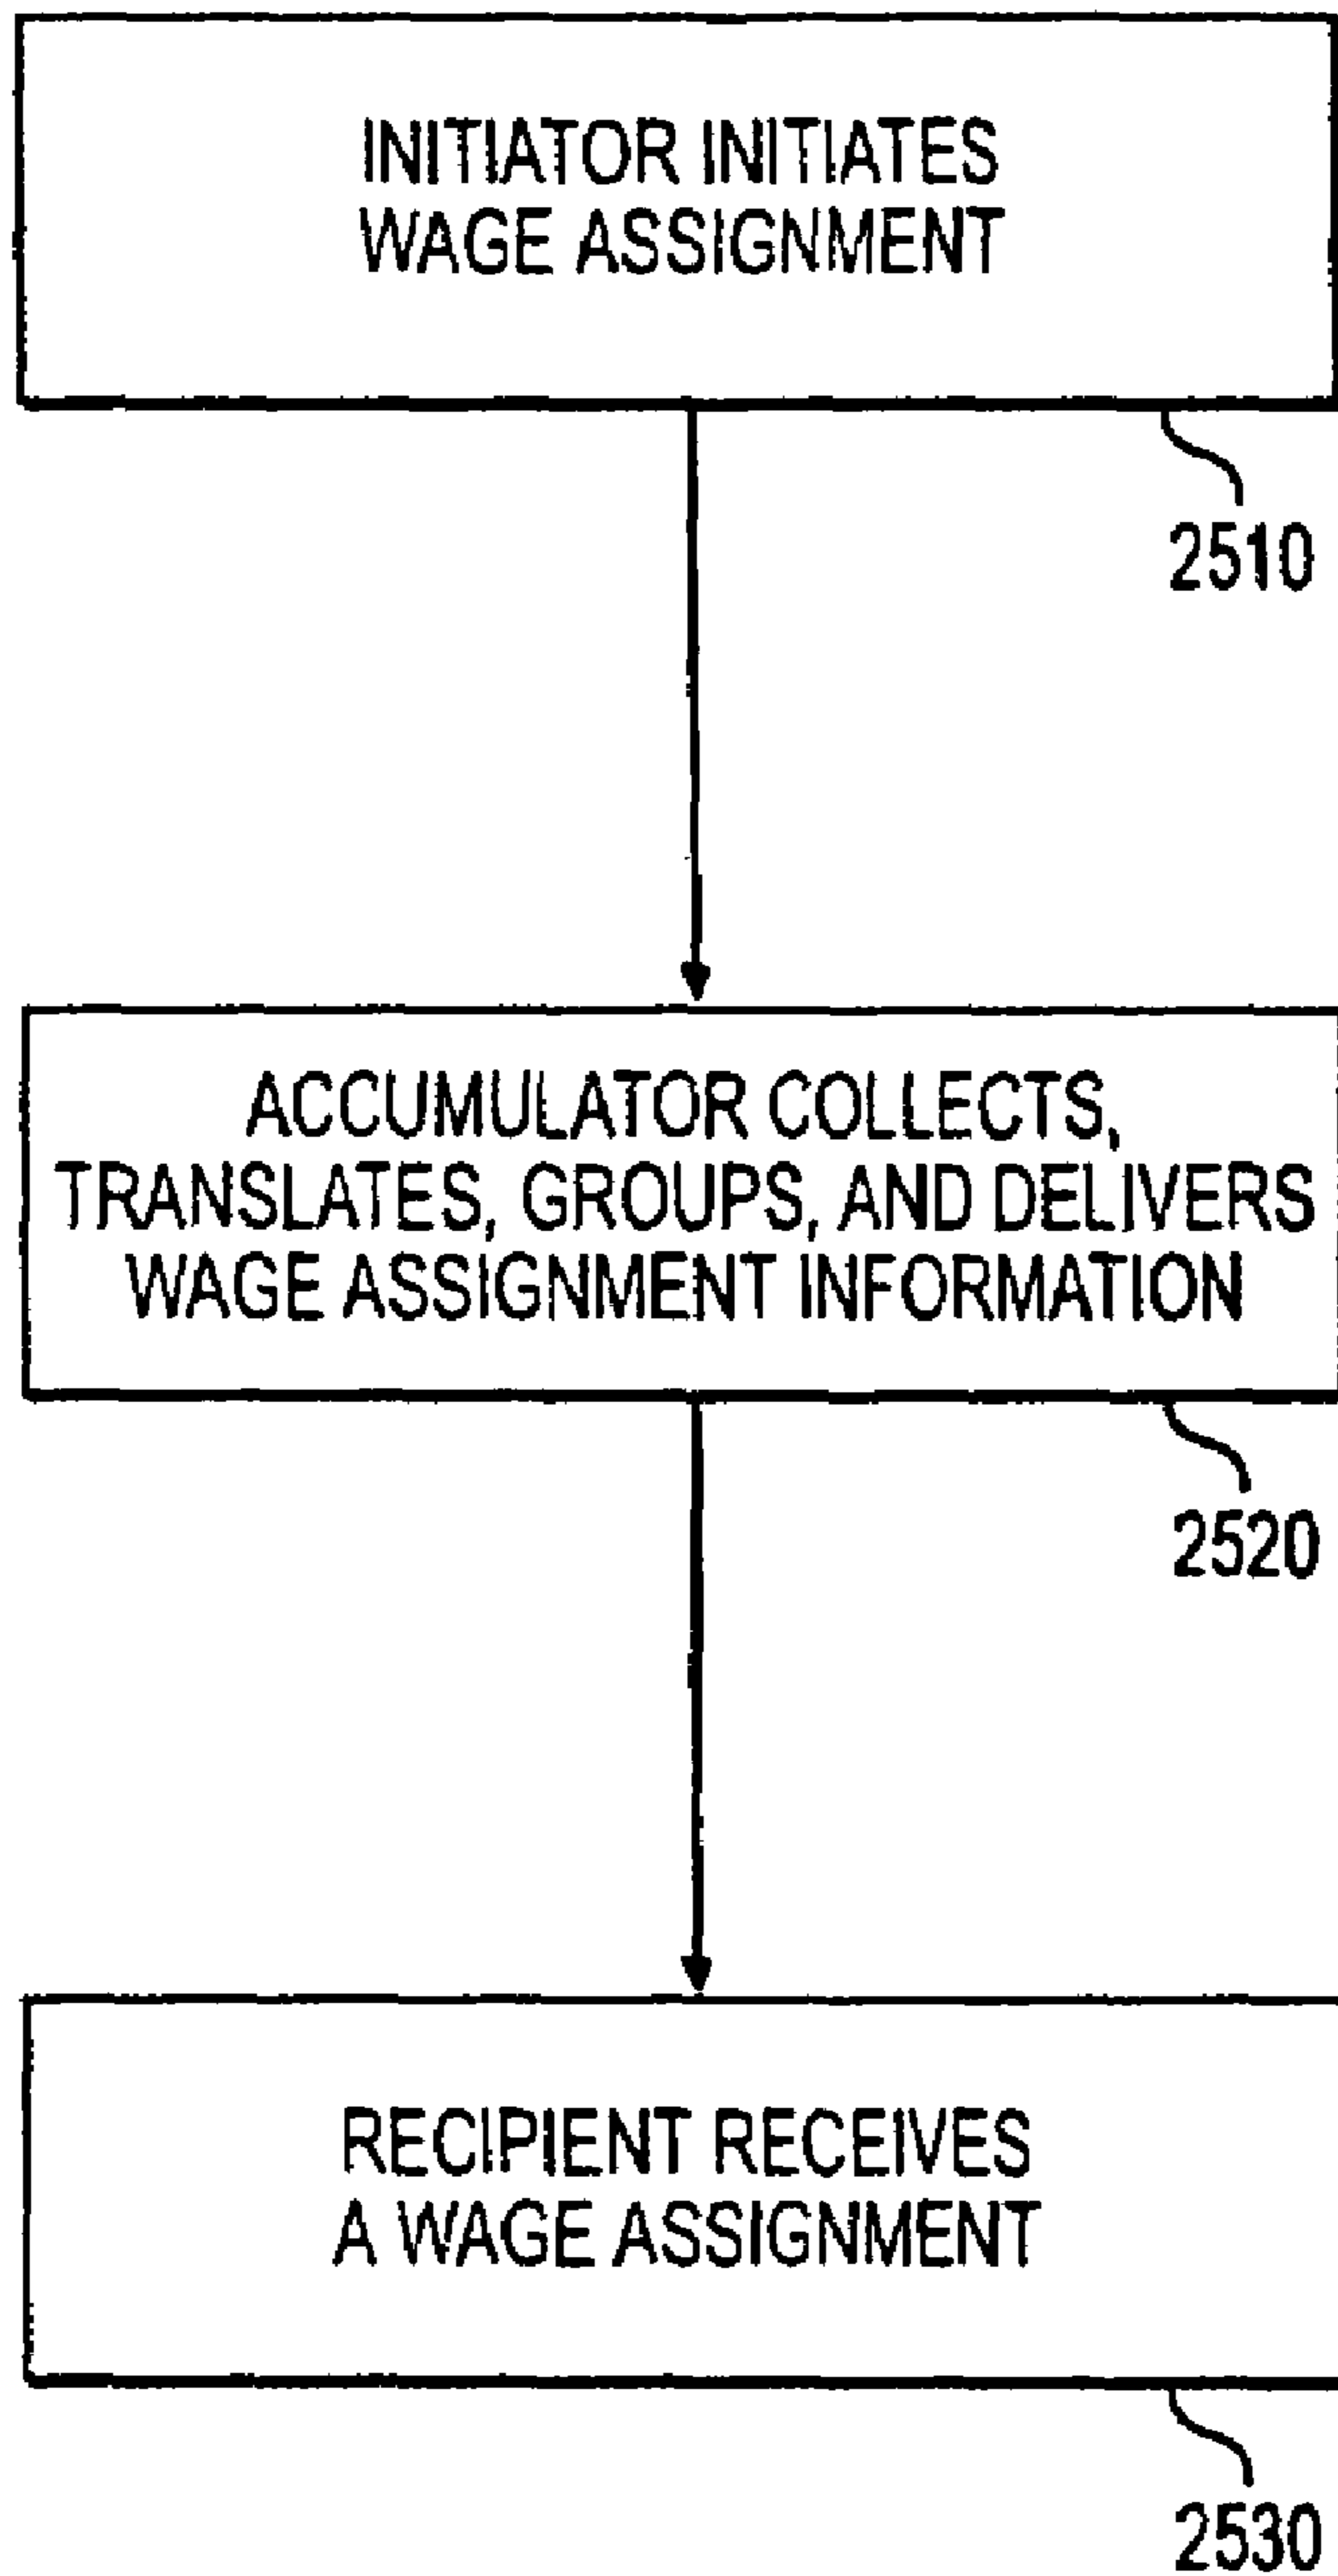 INITIATOR INITIATES
WAGE ASSIGNMENT
2510
ACCUMULATOR COLLECTS,
TRANSLATES, GROUPS, AND DELIVERS
WAGE ASSIGNMENT INFORMATION
2520
RECIPIENT RECEIVES
A WAGE ASSIGNMENT
2530